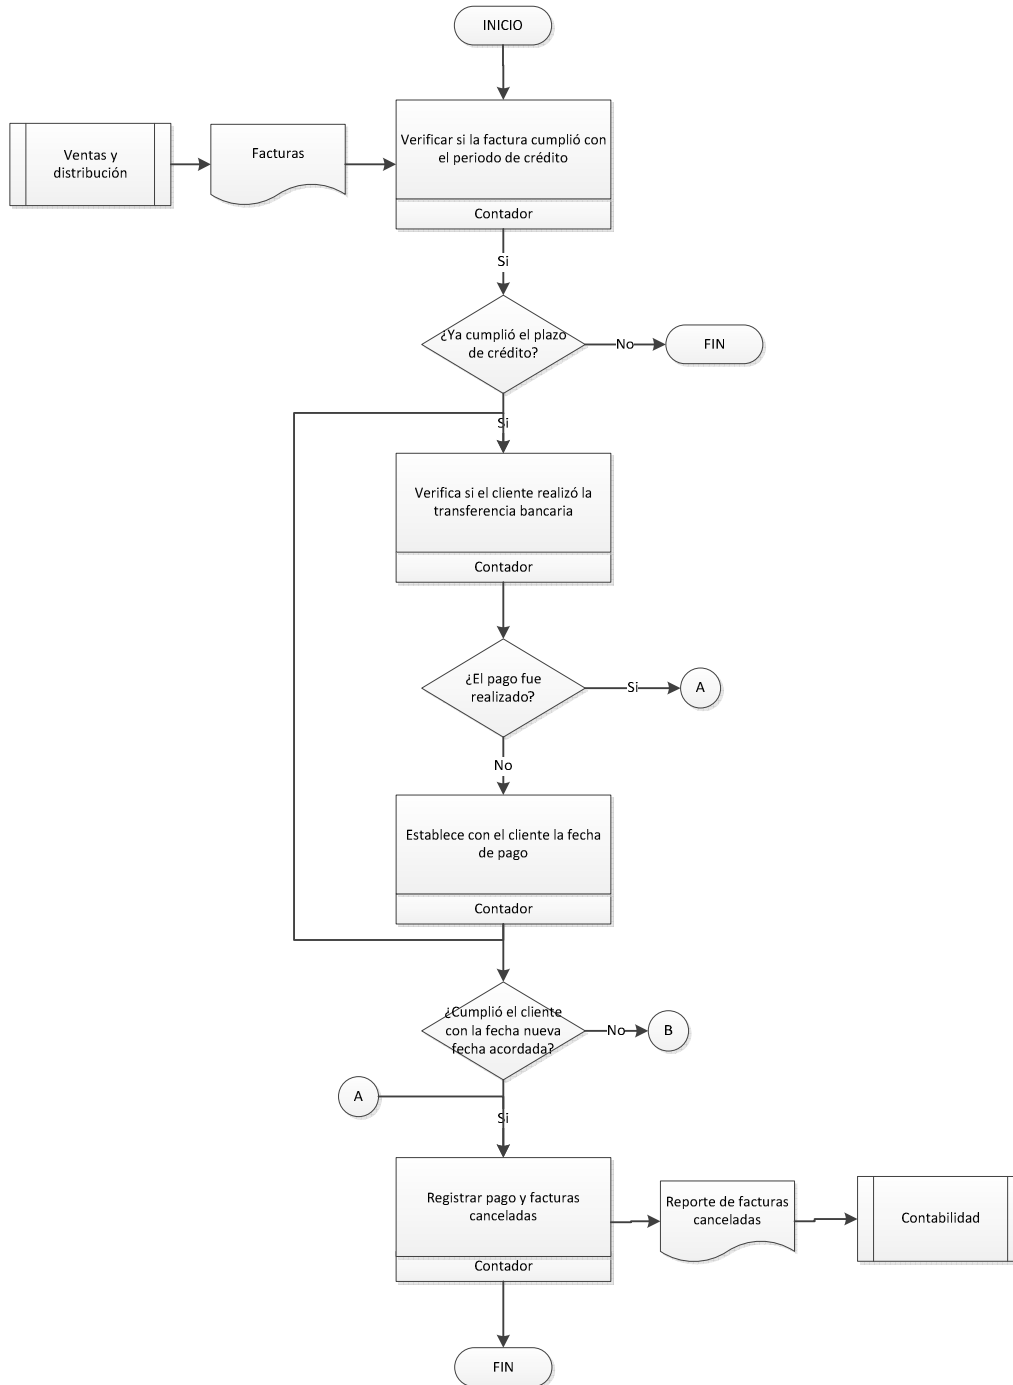 INICIO
Ventas y
distribución
Facturas
Verificar si la factura cumplió con
el periodo de crédito
Contador
Si
¿Ya cumplió el plazo
de crédito?
No
FIN
Si
Verifica si el cliente realizó la
transferencia bancaria
Contador
¿El pago fue
realizado?
Si
A
No
Establece con el cliente la fecha
de pago
Contador
¿Cumplió el cliente
con la fecha nueva
fecha acordada?
No
B
A
Si
Registrar pago y facturas
canceladas
Contador
Reporte de facturas
canceladas
Contabilidad
FIN